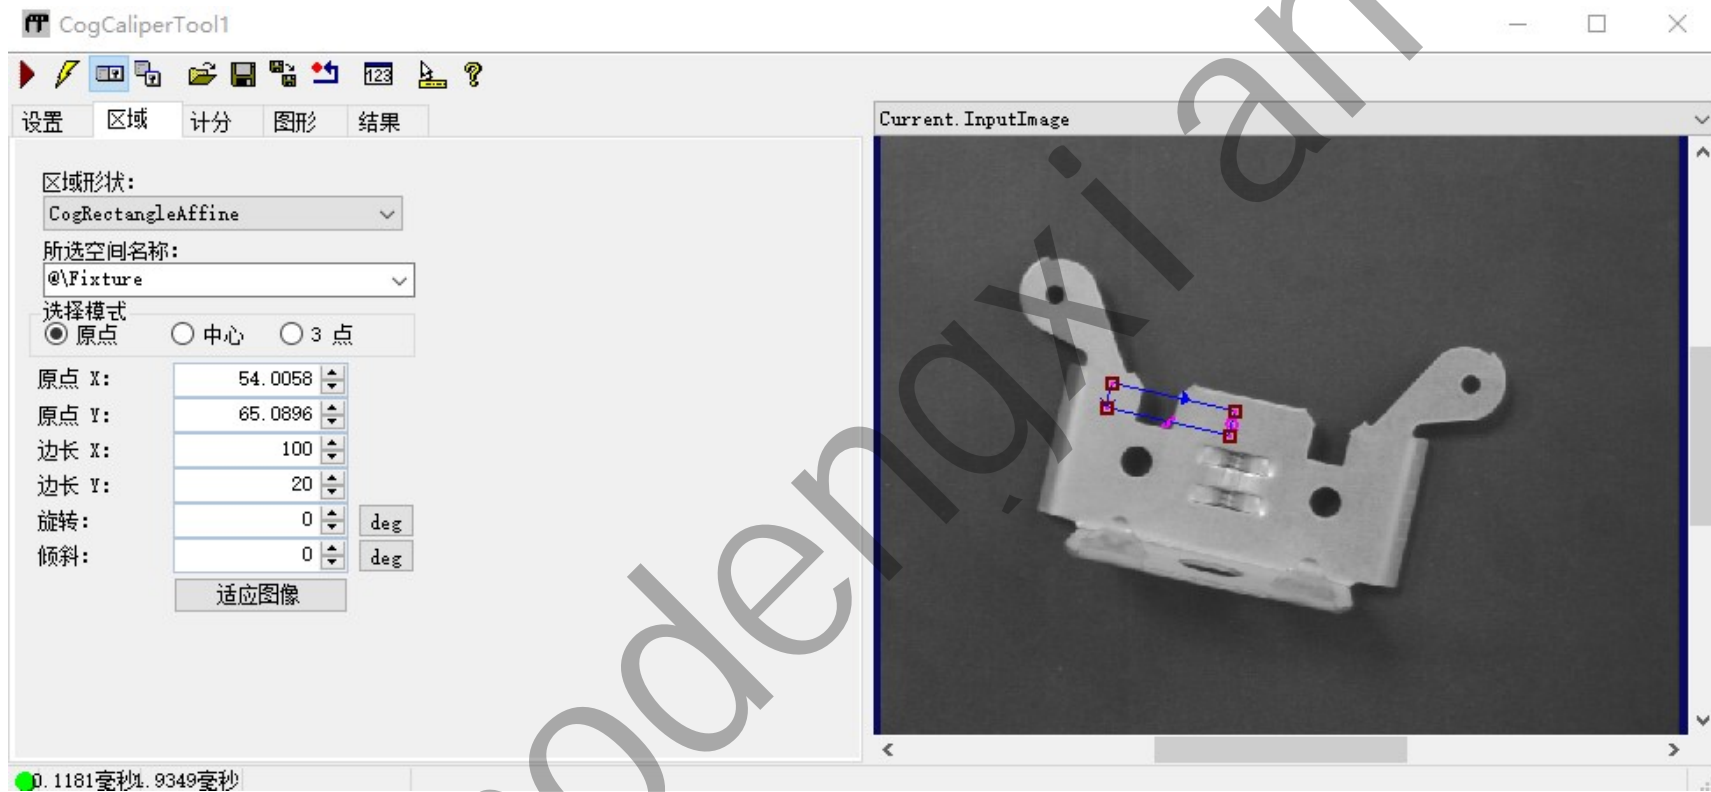 CogCaliperTool1
123
设置 区域 计分 图形 结果
Current.InputImage
区域形状:
CogRectangleAffine
所选空间名称:
@\Fixture
选择模式
原点 中心 3 点
原点 X: 54.0058
原点 Y: 65.0896
边长 X: 100
边长 Y: 20
旋转: 0 deg
倾斜: 0 deg
适应图像
0.1181毫秒1.9349毫秒
odengxian